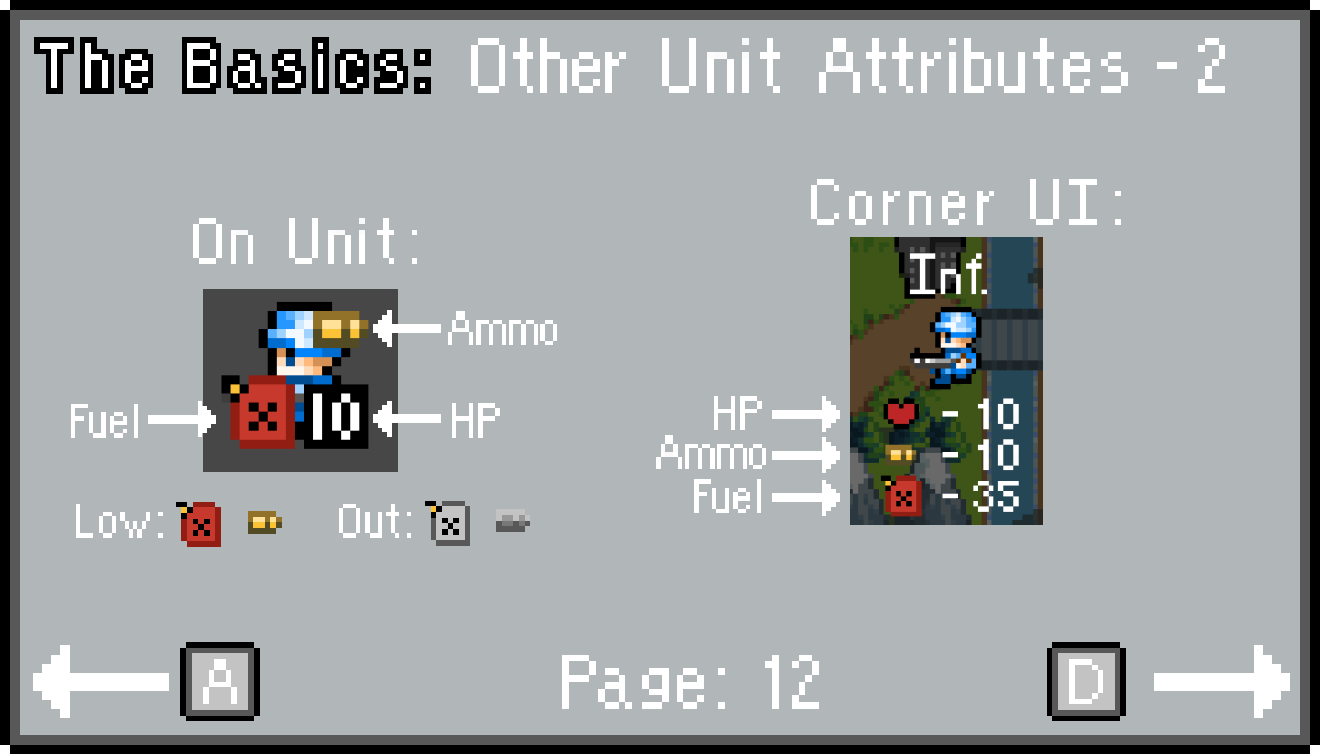 The Basics: Other Unit Attributes - 2
On Unit:
Ammo
Fuel
10
HP
Low:
Out:
Corner UI:
Inf.
HP
- 10
Ammo
- 10
Fuel
- 35
A
Page: 12
D